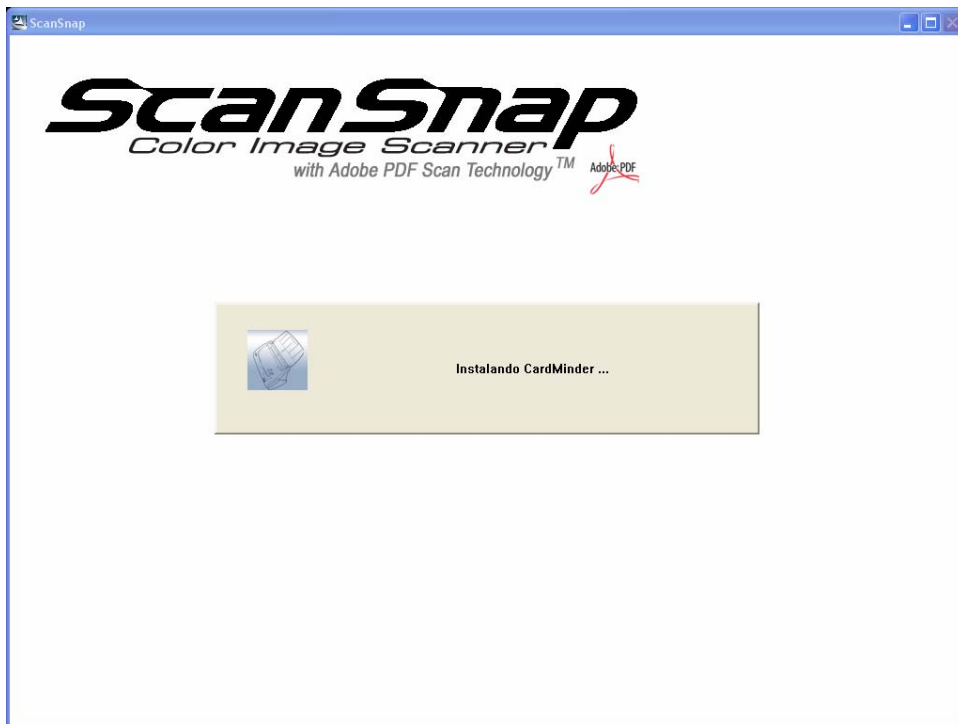 ScanSnap
ScanSnap
Color Image Scanner
with Adobe PDF Scan Technology TM
Adobe PDF
Instalando CardMinder ...